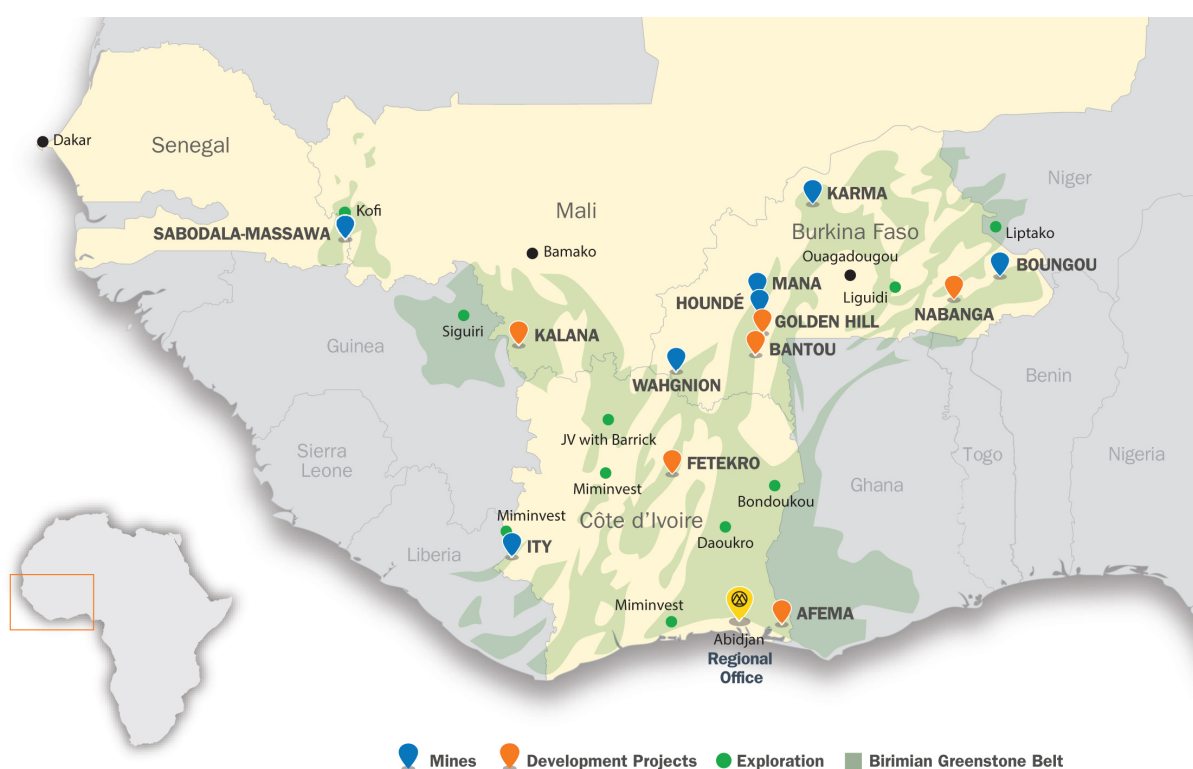 Dakar
Senegal
Kofi
SABODALA-MASSAWA
Mali
Bamako
KARMA
Niger
Burkina Faso
Liptako
Ouagadougou
BOUNGOU
MANA
HOUNDÉ
Liguidi
NABANGA
GOLDEN HILL
BANTOU
Siguiri
KALANA
Guinea
WAHGNION
Benin
JV with Barrick
Sierra
Leone
FETEKRO
Togo
Nigeria
Miminvest
Bondoukou
Ghana
Miminvest
Côte d'Ivoire
Daoukro
Liberia
ITY
Miminvest
AFEMA
Abidjan
Regional
Office
Mines
Development Projects
Exploration
Birimian Greenstone Belt